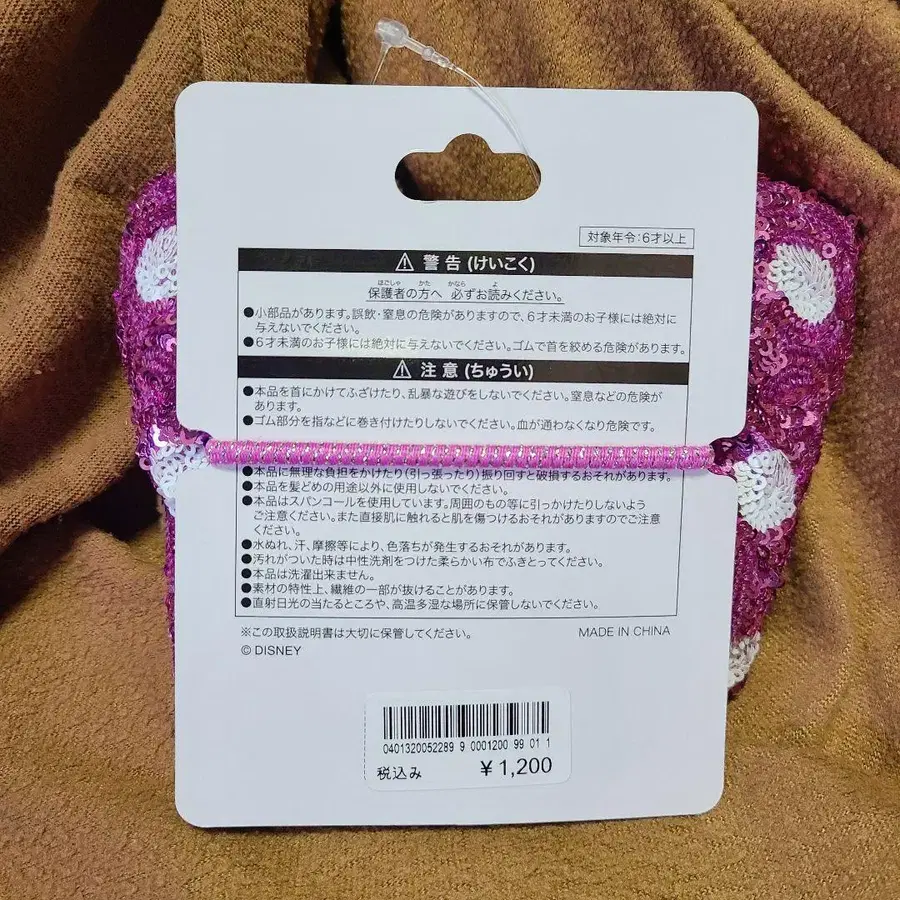 対象年令:6才以上
⚠ 警告 (けいこく)
保護者の方へ 必ずお読みください。
●小部品があります。誤飲・窒息の危険がありますので、6才未満のお子様には絶対に
与えないでください。
●6才未満のお子様には絶対に与えないでください。ゴムで首を絞める危険があります。
⚠ 注意 (ちゅうい)
●本品を首にかけてふざけたり、乱暴な遊びをしないでください。窒息などの危険が
あります。
●ゴム部分を指などに巻き付けたりしないでください。血が通わなくなり危険です。
●本品に無理な負担をかけたり(引っ張ったり)振り回すと破損するおそれがあります。
●本品を髪どめの用途以外に使用しないでください。
●本品はスパンコールを使用しています。周囲のもの等に引っかけたりしないよう
ご注意ください。また直接肌に触れると肌を傷つけるおそれがありますのでご注意
ください。
●水ぬれ、汗、摩擦等により、色落ちが発生するおそれがあります。
●汚れがついた時は中性洗剤をつけた柔らかい布でふきとってください。
●本品は洗濯出来ません。
●素材の特性上、繊維の一部が抜けることがあります。
●直射日光の当たるところや、高温多湿な場所に保管しないでください。
※この取扱説明書は大切に保管してください。
MADE IN CHINA
© DISNEY
0401320052289 9 0001200 99 01 1
税込み ¥1,200